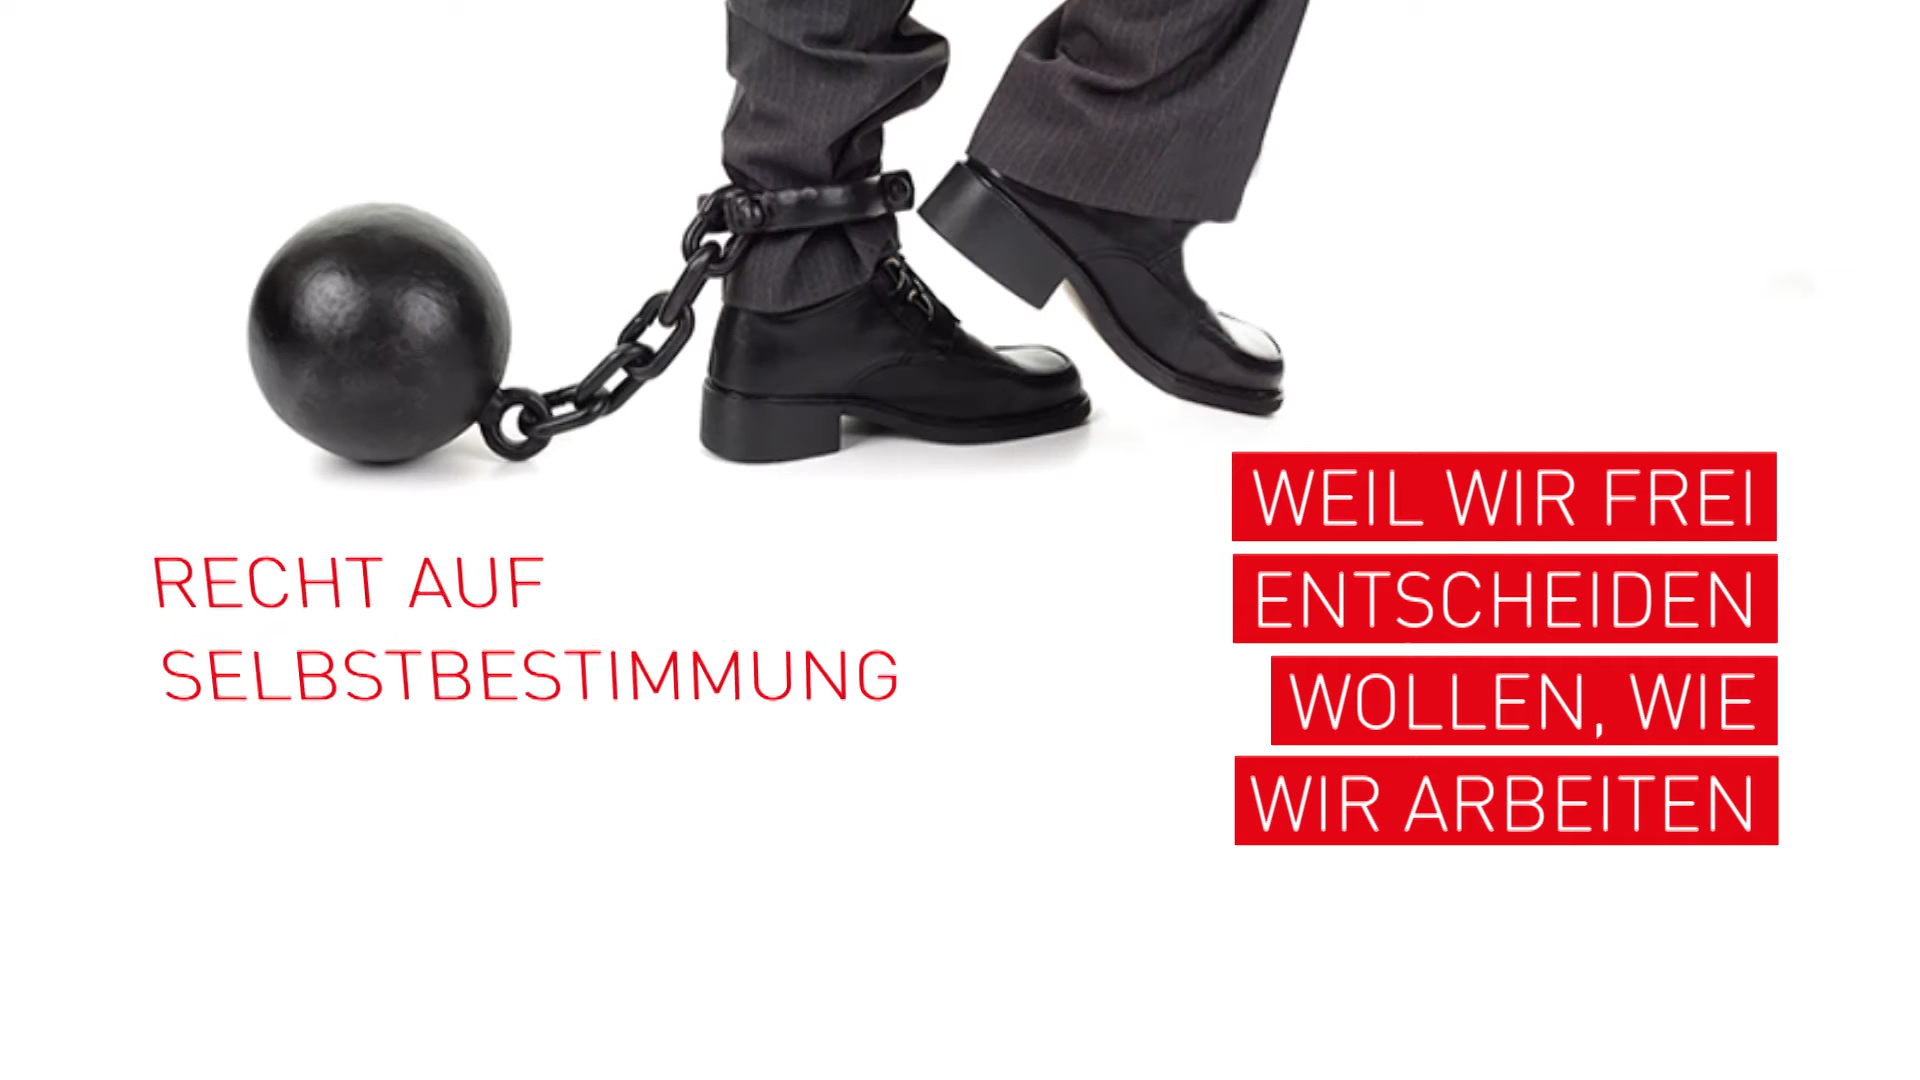 RECHT AUF
SELBSTBESTIMMUNG
WEIL WIR FREI
ENTSCHEIDEN
WOLLEN, WIE
WIR ARBEITEN